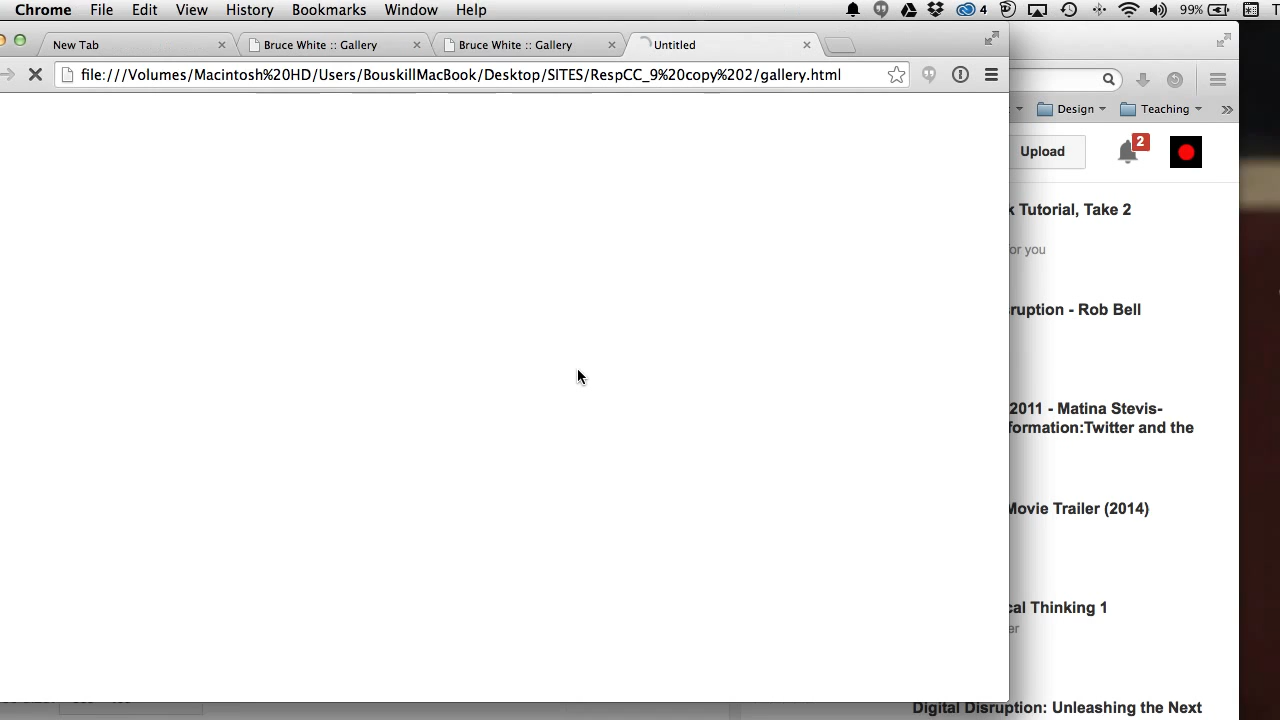 Chrome File Edit View History Bookmarks Window Help 4 99%
New Tab Bruce White :: Gallery Bruce White :: Gallery Untitled
file:///Volumes/Macintosh%20HD/Users/BouskillMacBook/Desktop/SITES/RespCC_9%20copy%202/gallery.html
Design Teaching
Upload 2
k Tutorial, Take 2
for you
ruption - Rob Bell
2011 - Matina Stevis-
formation:Twitter and the
Movie Trailer (2014)
cal Thinking 1
er
Digital Disruption: Unleashing the Next